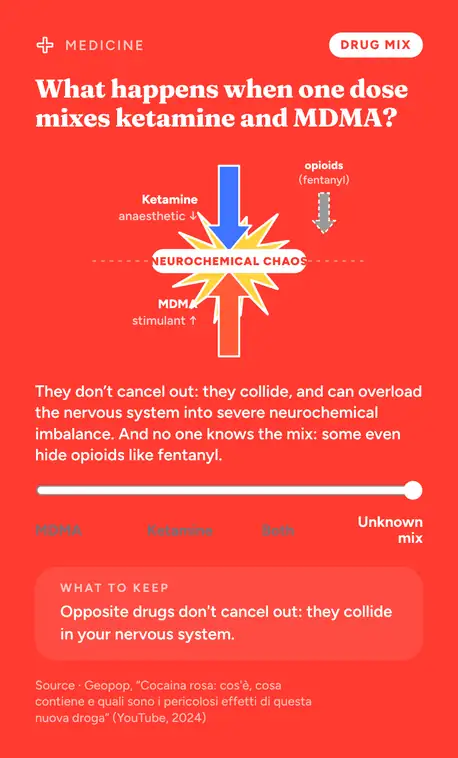 MEDICINE
DRUG MIX
What happens when one dose
mixes ketamine and MDMA?
opioids
(fentanyl)
Ketamine
anaesthetic ↓
NEUROCHEMICAL CHAOS
MDMA
stimulant ↑
They don’t cancel out: they collide, and can overload
the nervous system into severe neurochemical
imbalance. And no one knows the mix: some even
hide opioids like fentanyl.
MDMA
Ketamine
Both
Unknown
mix
WHAT TO KEEP
Opposite drugs don’t cancel out: they collide
in your nervous system.
Source · Geopop, “Cocaina rosa: cos'è, cosa
contiene e quali sono i pericolosi effetti di questa
nuova droga” (YouTube, 2024)